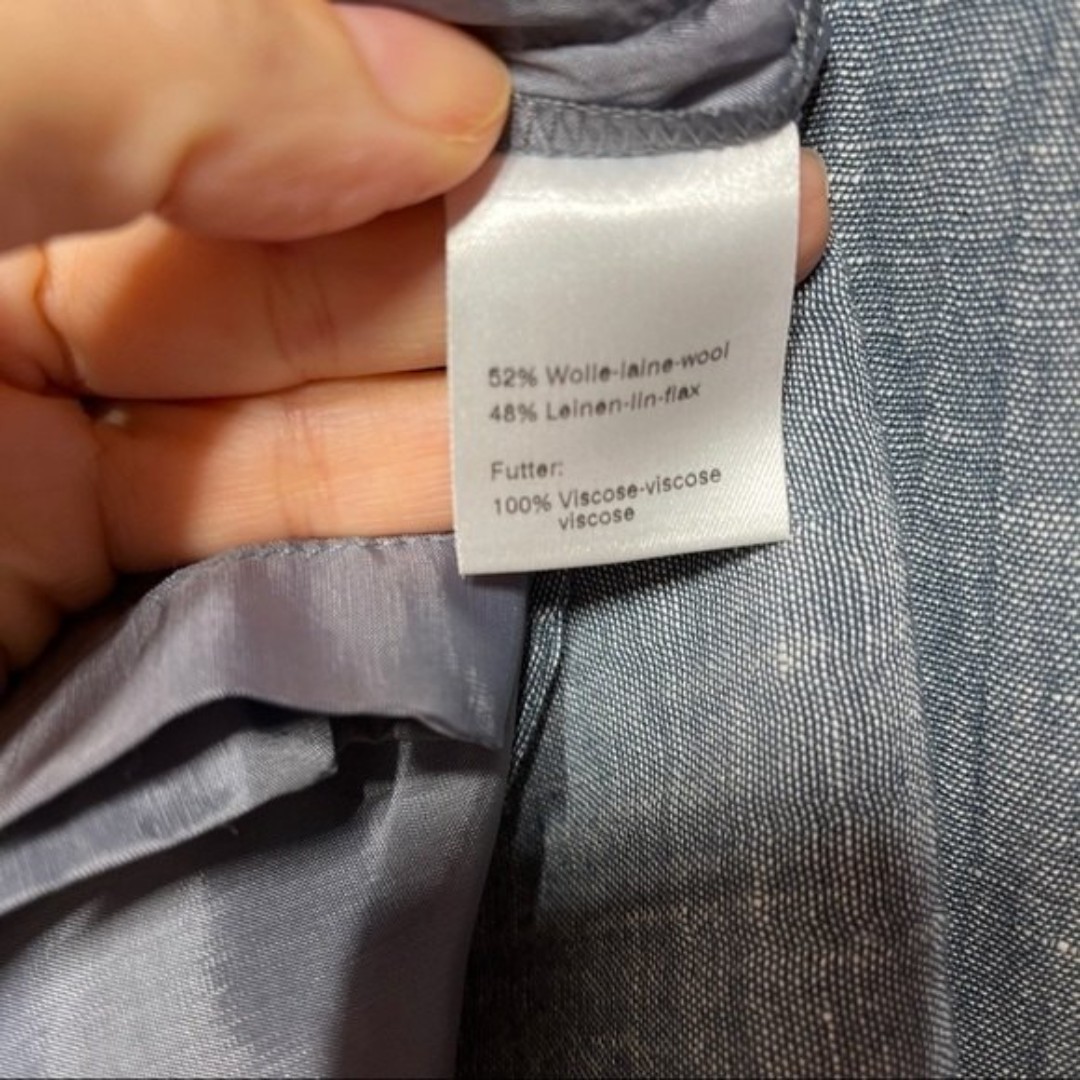 52% Wolle-laine-wool
48% Leinen-lin-flax
Futter:
100% Viscose-viscose
viscose